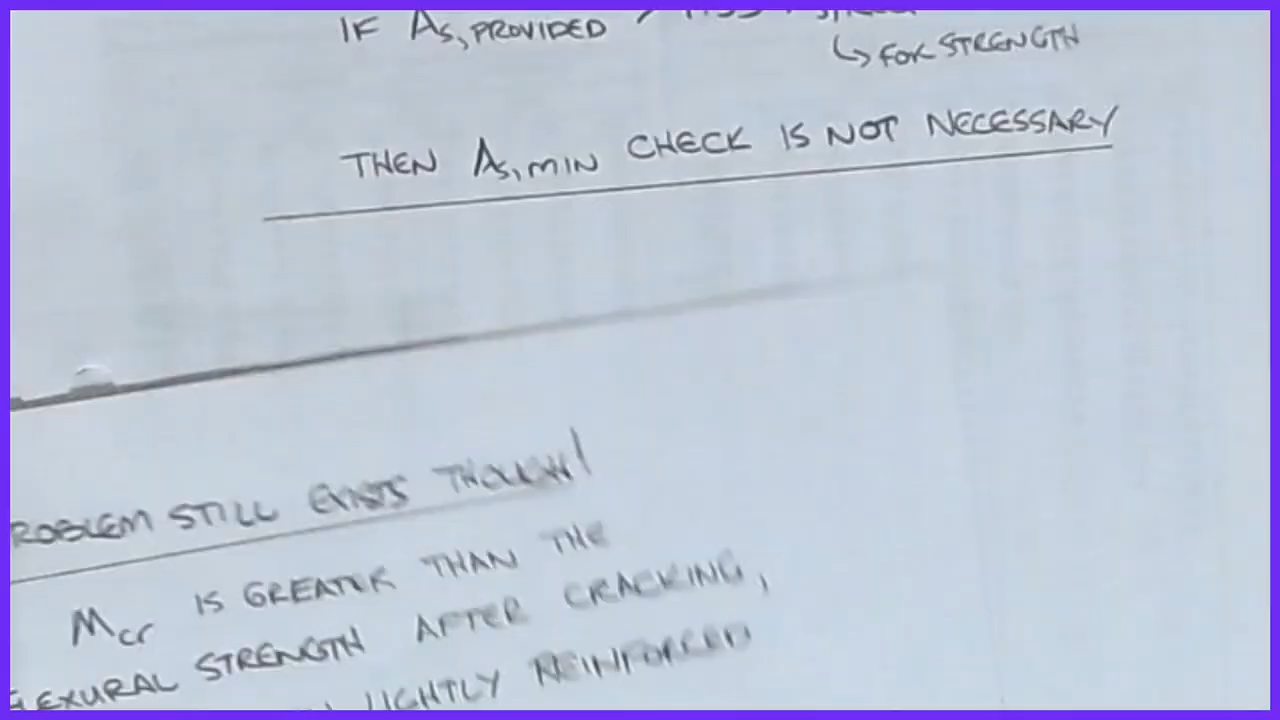 IF As, PROVIDED >
↳ FOR STRENGTH
THEN As,MIN CHECK IS NOT NECESSARY
ROBLEM STILL EXISTS THOUGH!
Mcr IS GREATER THAN THE
LEXURAL STRENGTH AFTER CRACKING,
LIGHTLY REINFORCED